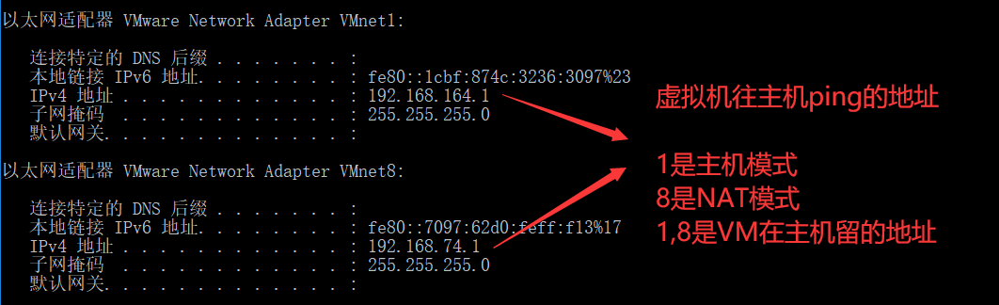 以太网适配器 VMware Network Adapter VMnet1:
连接特定的 DNS 后缀 . . . . . . . :
本地链接 IPv6 地址. . . . . . . . : fe80::1cbf:874c:3236:3097%23
IPv4 地址 . . . . . . . . . . . . : 192.168.164.1
子网掩码 . . . . . . . . . . . . : 255.255.255.0
默认网关. . . . . . . . . . . . . :
以太网适配器 VMware Network Adapter VMnet8:
连接特定的 DNS 后缀 . . . . . . . :
本地链接 IPv6 地址. . . . . . . . : fe80::7097:62d0:feff:f13%17
IPv4 地址 . . . . . . . . . . . . : 192.168.74.1
子网掩码 . . . . . . . . . . . . : 255.255.255.0
默认网关. . . . . . . . . . . . . :
虚拟机往主机ping的地址
1是主机模式
8是NAT模式
1,8是VM在主机留的地址